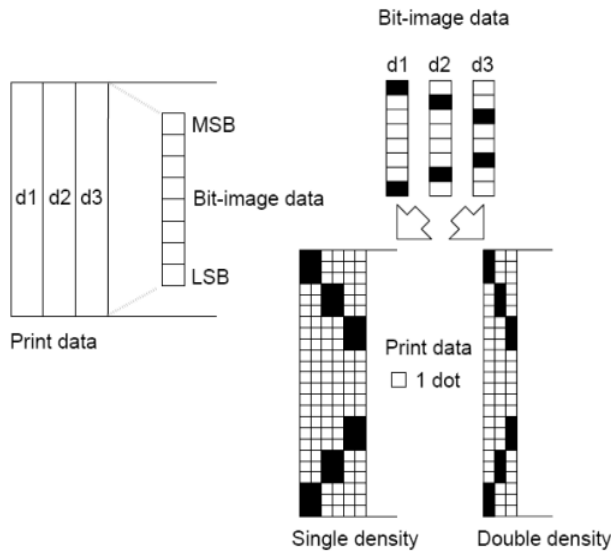 Bit-image data
d1 d2 d3
MSB
d1 d2 d3
Bit-image data
LSB
Print data
Print data
1 dot
Single density
Double density